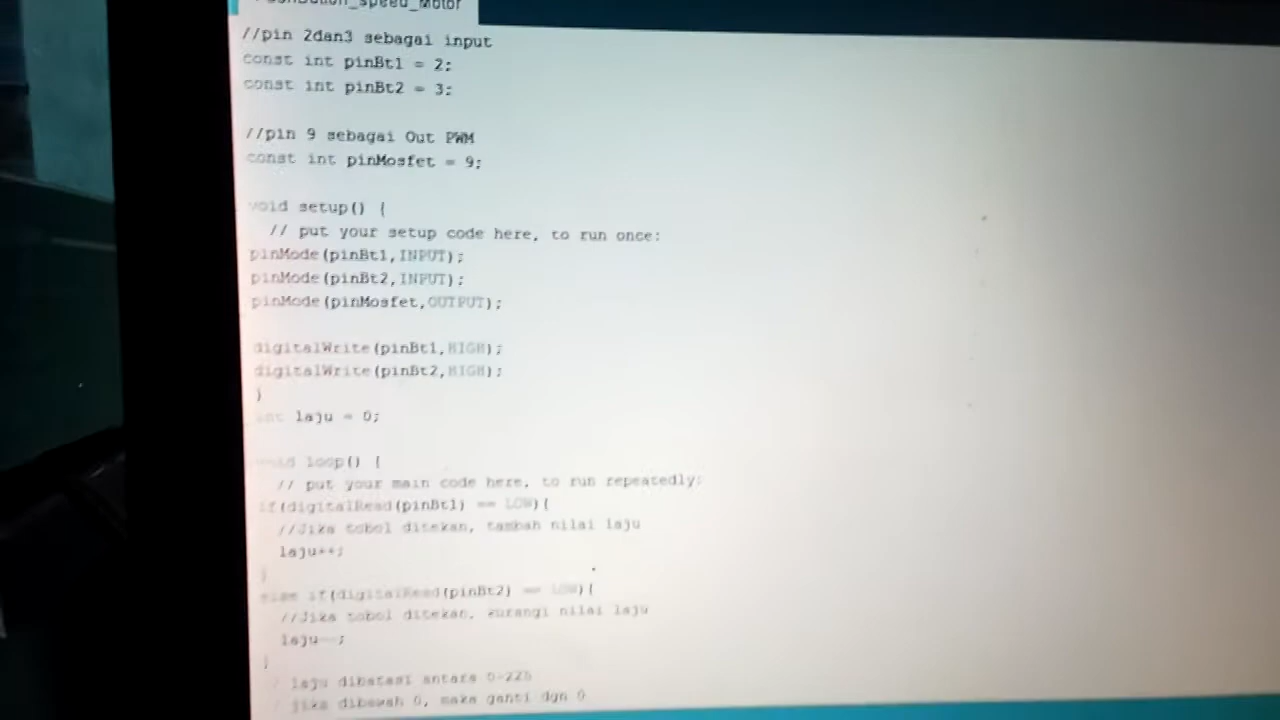 //pin 2dan3 sebagai input
const int pinBt1 = 2;
const int pinBt2 = 3;
//pin 9 sebagai Out PWM
const int pinMosfet = 9;
void setup() {
// put your setup code here, to run once:
pinMode(pinBt1,INPUT);
pinMode(pinBt2,INPUT);
pinMode(pinMosfet,OUTPUT);
digitalWrite(pinBt1,HIGH);
digitalWrite(pinBt2,HIGH);
}
int laju = 0;
void loop() {
// put your main code here, to run repeatedly:
if(digitalRead(pinBt1) == LOW){
//Jika tobol ditekan, tambah nilai laju
laju++;
}
else if(digitalRead(pinBt2) == LOW){
//Jika tobol ditekan, kurangi nilai laju
laju--;
}
laju dibatasi antara 0-225
jika dibawah 0, maka ganti dgn 0